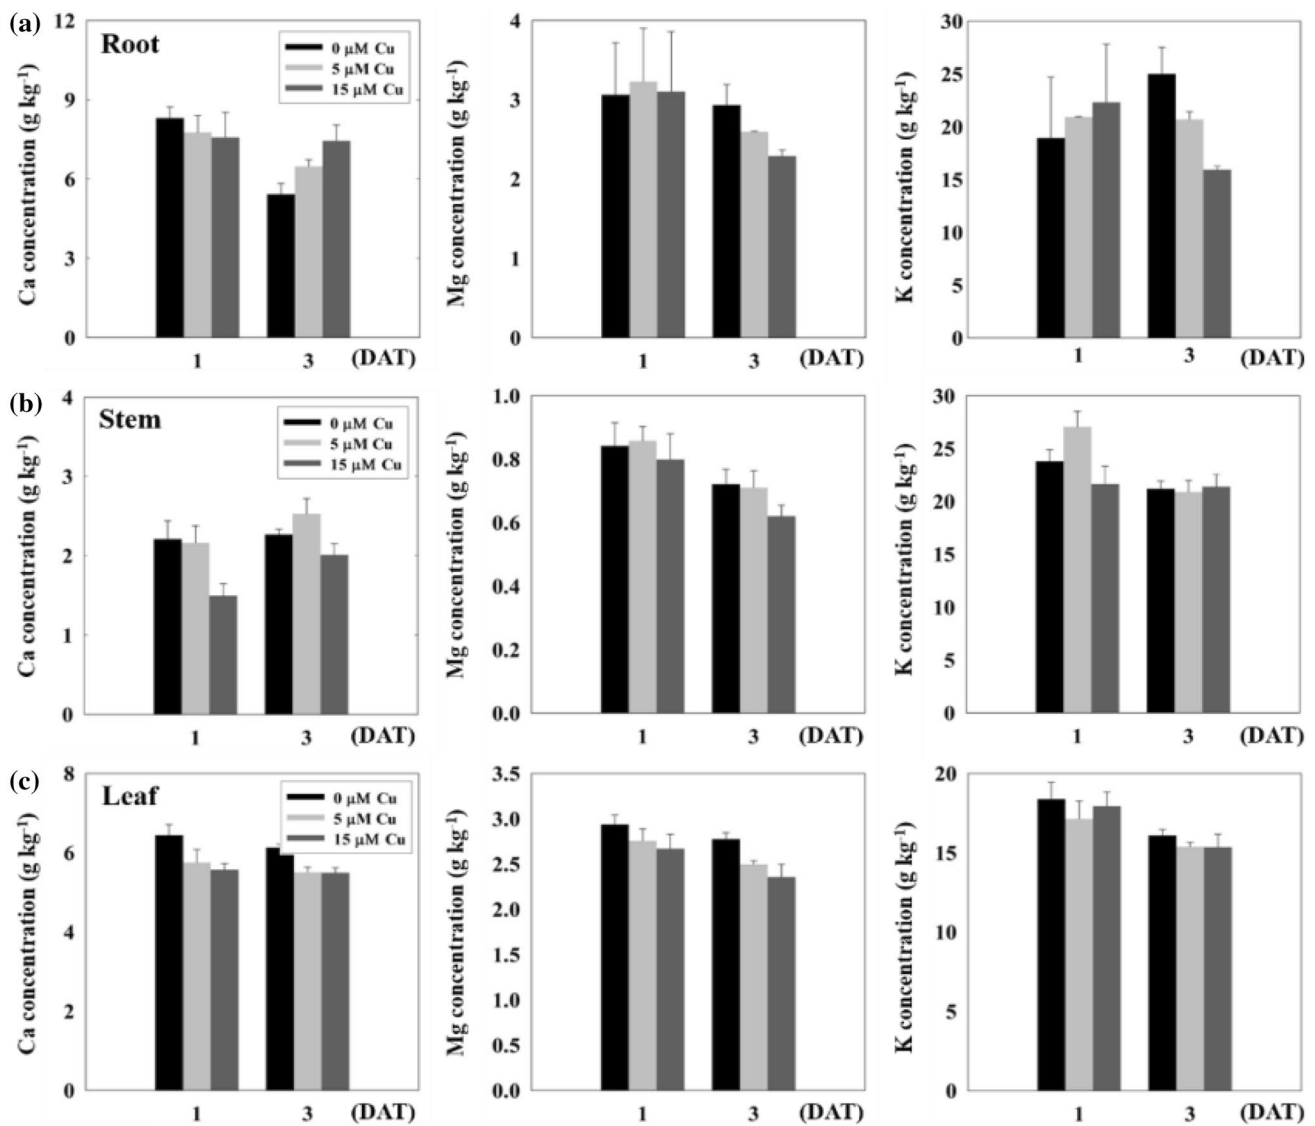 (a)
Root
0 μM Cu
5 μM Cu
15 μM Cu
Ca concentration (g kg-1)
12
9
6
3
0
1 3 (DAT)
Mg concentration (g kg-1)
4
3
2
1
0
1 3 (DAT)
K concentration (g kg-1)
30
25
20
15
10
5
0
1 3 (DAT)
(b)
Stem
0 μM Cu
5 μM Cu
15 μM Cu
Ca concentration (g kg-1)
4
3
2
1
0
1 3 (DAT)
Mg concentration (g kg-1)
1.0
0.8
0.6
0.4
0.2
0.0
1 3 (DAT)
K concentration (g kg-1)
30
25
20
15
10
5
0
1 3 (DAT)
(c)
Leaf
0 μM Cu
5 μM Cu
15 μM Cu
Ca concentration (g kg-1)
8
6
4
2
0
1 3 (DAT)
Mg concentration (g kg-1)
3.5
3.0
2.5
2.0
1.5
1.0
0.5
0.0
1 3 (DAT)
K concentration (g kg-1)
20
15
10
5
0
1 3 (DAT)